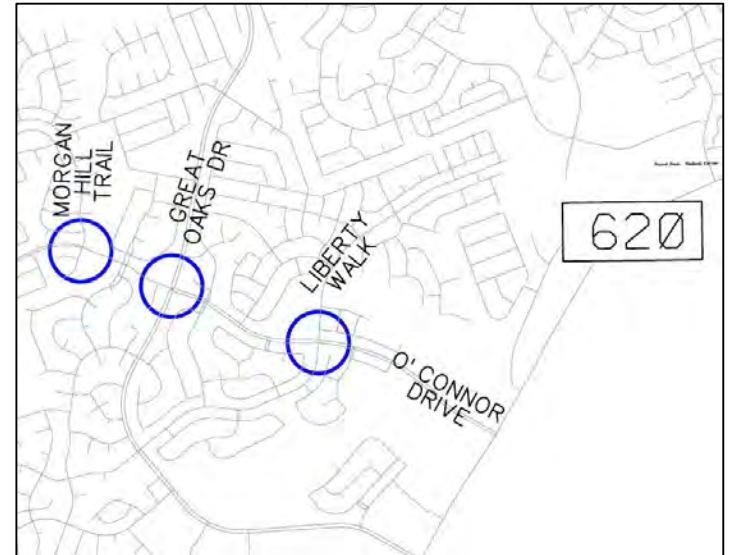 MORGAN
HILL
TRAIL
GREAT
OAKS DR
LIBERTY
WALK
620
O' CONNOR
DRIVE